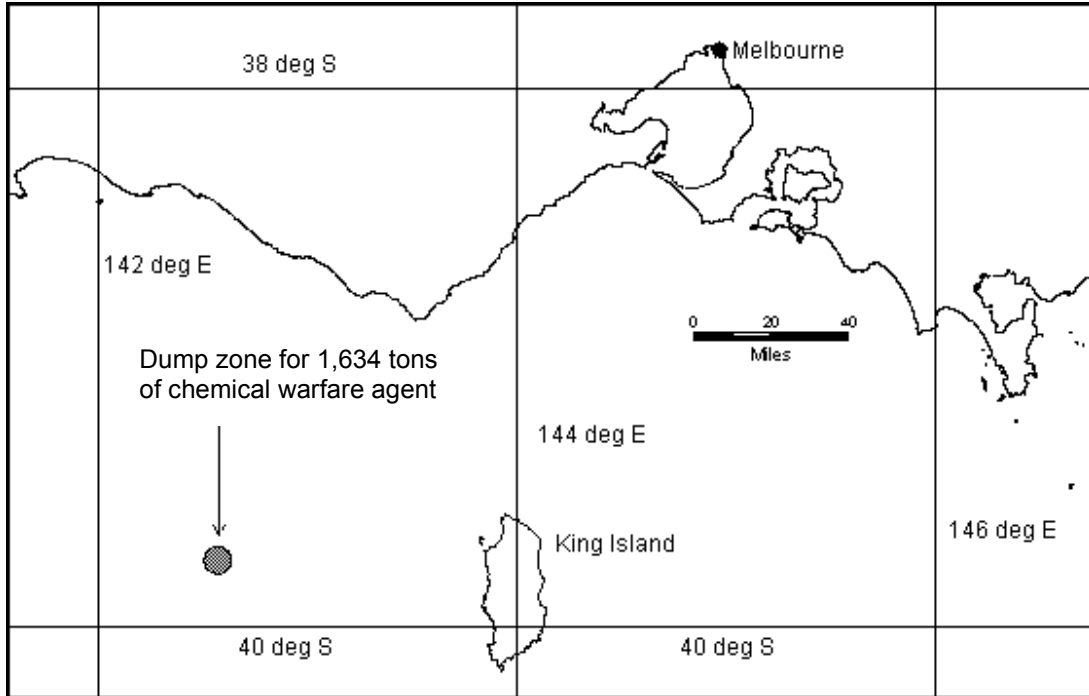 Melbourne
38 deg S
142 deg E
0 20 40
Miles
Dump zone for 1,634 tons
of chemical warfare agent
144 deg E
146 deg E
King Island
40 deg S
40 deg S